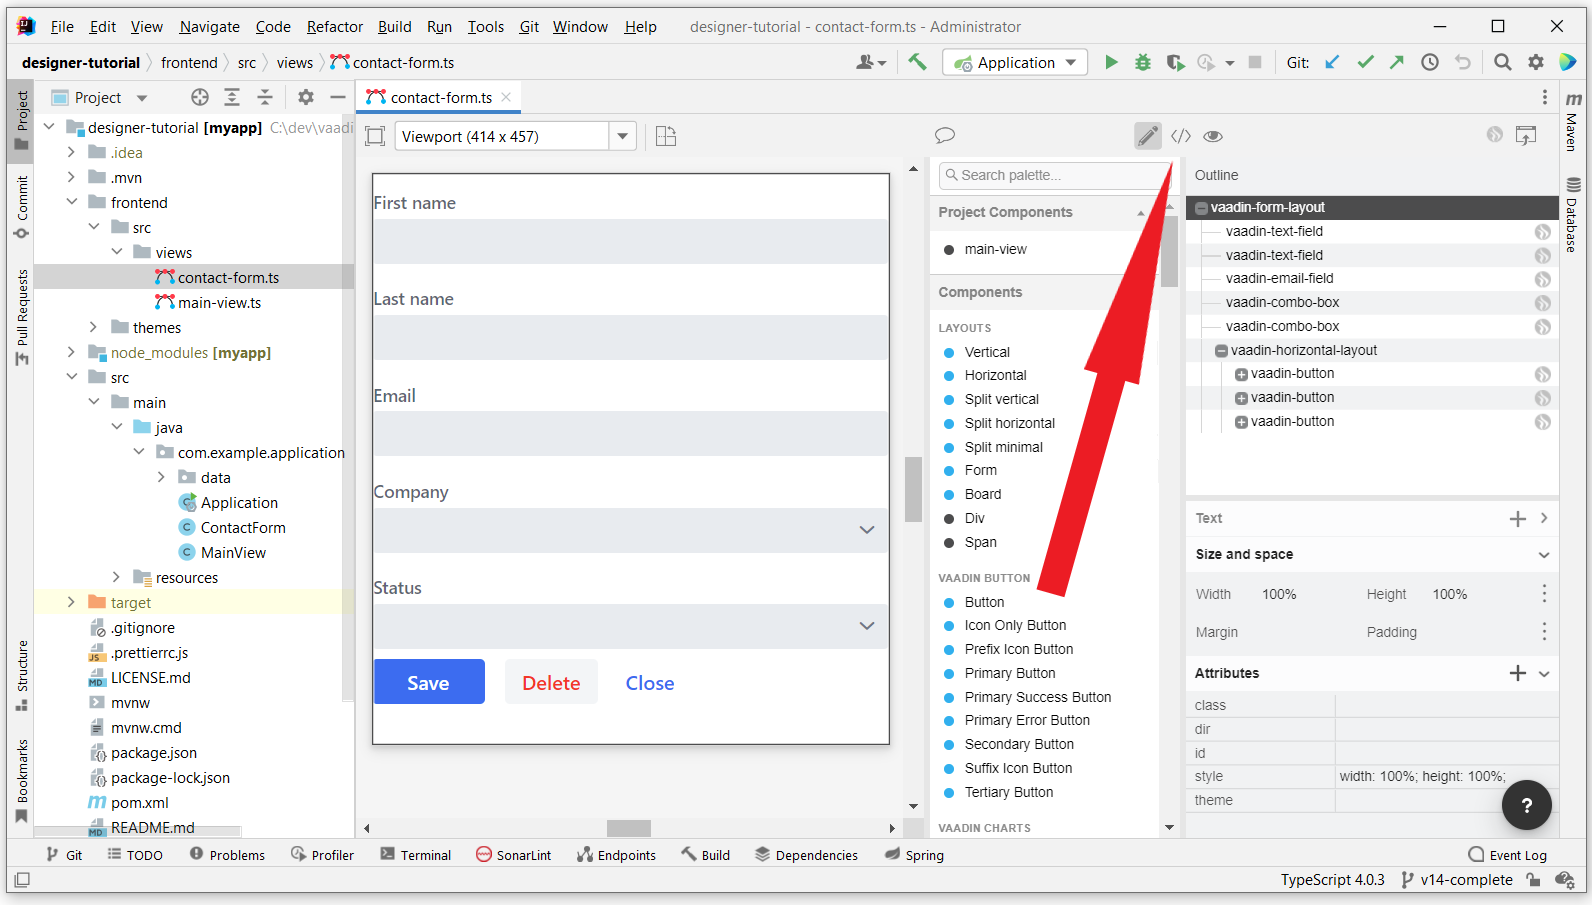 File Edit View Navigate Code Refactor Build Run Tools Git Window Help designer-tutorial - contact-form.ts - Administrator
designer-tutorial frontend src views contact-form.ts Application Git:
Project
Commit
Pull Requests
Structure
Bookmarks
Project
designer-tutorial [myapp] C:\dev\vaadi
.idea
.mvn
frontend
src
views
contact-form.ts
main-view.ts
themes
node_modules [myapp]
src
main
java
com.example.application
data
Application
ContactForm
MainView
resources
target
.gitignore
.prettierrc.js
LICENSE.md
mvnw
mvnw.cmd
package.json
package-lock.json
pom.xml
README.md
contact-form.ts
Viewport (414 x 457)
First name
Last name
Email
Company
Status
Save Delete Close
Search palette...
Project Components
main-view
Components
LAYOUTS
Vertical
Horizontal
Split vertical
Split horizontal
Split minimal
Form
Board
Div
Span
VAADIN BUTTON
Button
Icon Only Button
Prefix Icon Button
Primary Button
Primary Success Button
Primary Error Button
Secondary Button
Suffix Icon Button
Tertiary Button
VAADIN CHARTS
Outline
vaadin-form-layout
vaadin-text-field
vaadin-text-field
vaadin-email-field
vaadin-combo-box
vaadin-combo-box
vaadin-horizontal-layout
vaadin-button
vaadin-button
vaadin-button
Text
Size and space
Width 100% Height 100%
Margin Padding
Attributes
class
dir
id
style width: 100%; height: 100%;
theme
?
m
Maven
Database
Git TODO Problems Profiler Terminal SonarLint Endpoints Build Dependencies Spring Event Log
TypeScript 4.0.3 v14-complete